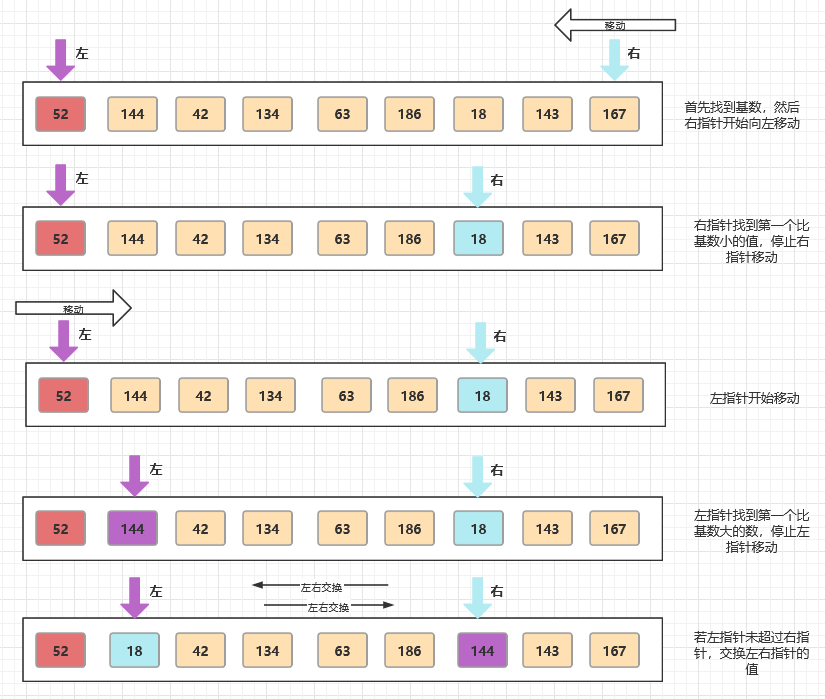 移动
左
右
52 144 42 134 63 186 18 143 167
首先找到基数，然后
右指针开始向左移动
左
右
52 144 42 134 63 186 18 143 167
右指针找到第一个比
基数小的值，停止右
指针移动
移动
左
右
52 144 42 134 63 186 18 143 167
左指针开始移动
左
右
52 144 42 134 63 186 18 143 167
左指针找到第一个比
基数大的数，停止左
指针移动
左
左右交换
右
左右交换
52 18 42 134 63 186 144 143 167
若左指针未超过右指
针，交换左右指针的
值